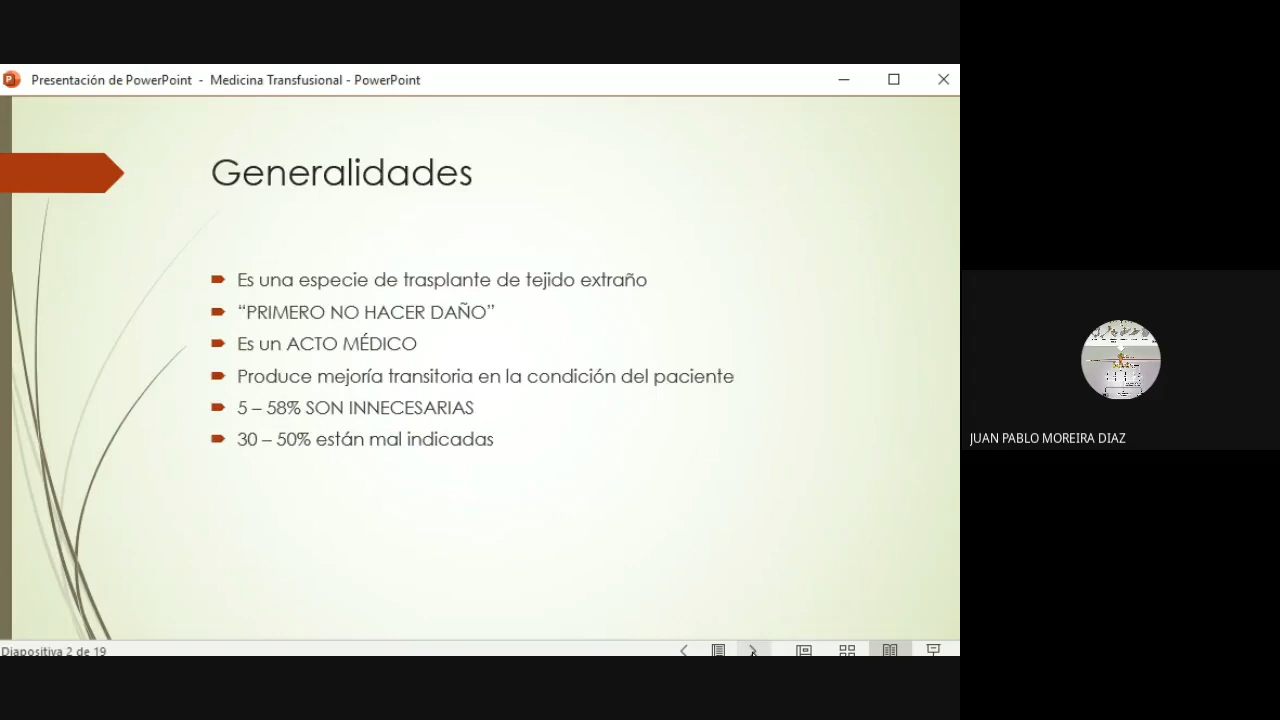 Presentación de PowerPoint - Medicina Transfusional - PowerPoint
Generalidades
Es una especie de trasplante de tejido extraño
“PRIMERO NO HACER DAÑO”
Es un ACTO MÉDICO
Produce mejoría transitoria en la condición del paciente
5 – 58% SON INNECESARIAS
30 – 50% están mal indicadas
Diapositiva 2 de 19
JUAN PABLO MOREIRA DIAZ